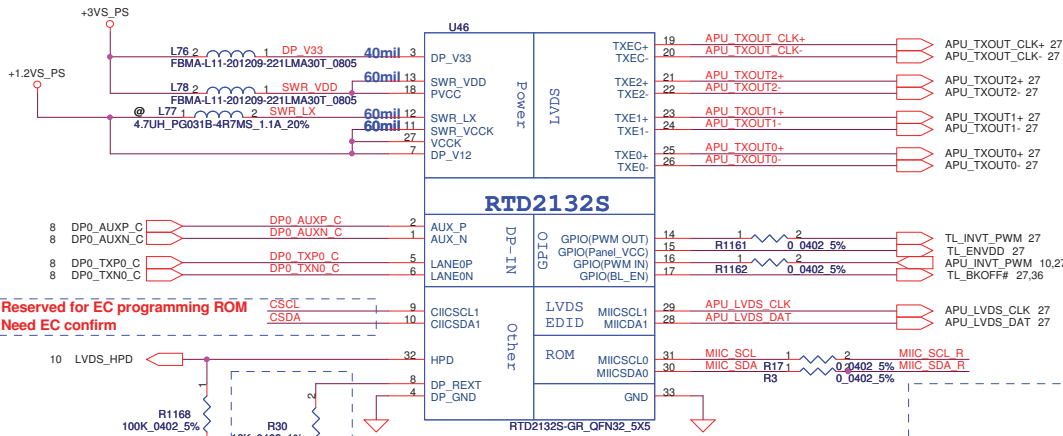 +3VS_PS
U46
L76 2 1 DP_V33 40mil 3 DP_V33
FBMA-L11-201209-221LMA30T_0805
+1.2VS_PS
60mil 13 SWR_VDD
L78 2 1 SWR_VDD 18 PVCC
FBMA-L11-201209-221LMA30T_0805
@ L77 1 2 SWR_LX 60mil 12 SWR_LX
4.7UH_PG031B-4R7MS_1.1A_20% 60mil 11 SWR_VCCK
27 VCCK
7 DP_V12
Power
LVDS
TXEC+ 19 APU_TXOUT_CLK+ APU_TXOUT_CLK+ 27
TXEC- 20 APU_TXOUT_CLK- APU_TXOUT_CLK- 27
TXE2+ 21 APU_TXOUT2+ APU_TXOUT2+ 27
TXE2- 22 APU_TXOUT2- APU_TXOUT2- 27
TXE1+ 23 APU_TXOUT1+ APU_TXOUT1+ 27
TXE1- 24 APU_TXOUT1- APU_TXOUT1- 27
TXE0+ 25 APU_TXOUT0+ APU_TXOUT0+ 27
TXE0- 26 APU_TXOUT0- APU_TXOUT0- 27
RTD2132S
8 DP0_AUXP_C DP0_AUXP_C 2 AUX_P
8 DP0_AUXN_C DP0_AUXN_C 1 AUX_N
8 DP0_TXP0_C DP0_TXP0_C 5 LANE0P
8 DP0_TXN0_C DP0_TXN0_C 6 LANE0N
DP-IN
GPIO
GPIO(PWM OUT) 14 1 2 TL_INVT_PWM 27
GPIO(Panel_VCC) 15 R1161 0_0402_5% TL_ENVDD 27
GPIO(PWM IN) 16 1 2 APU_INVT_PWM 10,27
GPIO(BL_EN) 17 R1162 0_0402_5% TL_BKOFF# 27,36
Reserved for EC programming ROM
Need EC confirm
CSCL 9 CIICSCL1
CSDA 10 CIICSDA1
Other
LVDS
EDID
MIICSCL1 29 APU_LVDS_CLK APU_LVDS_CLK 27
MIICDA1 28 APU_LVDS_DAT APU_LVDS_DAT 27
10 LVDS_HPD 32 HPD
ROM
MIICSCL0 31 MIIC_SCL 1 2 MIIC_SCL_R
MIICSDA0 30 MIIC_SDA R17 1 0_0402_5% MIIC_SDA_R
R3 0_0402_5%
8 DP_REXT
4 DP_GND
GND 33
1
2
R1168
100K_0402_5%
R30
RTD2132S-GR_QFN32_5X5